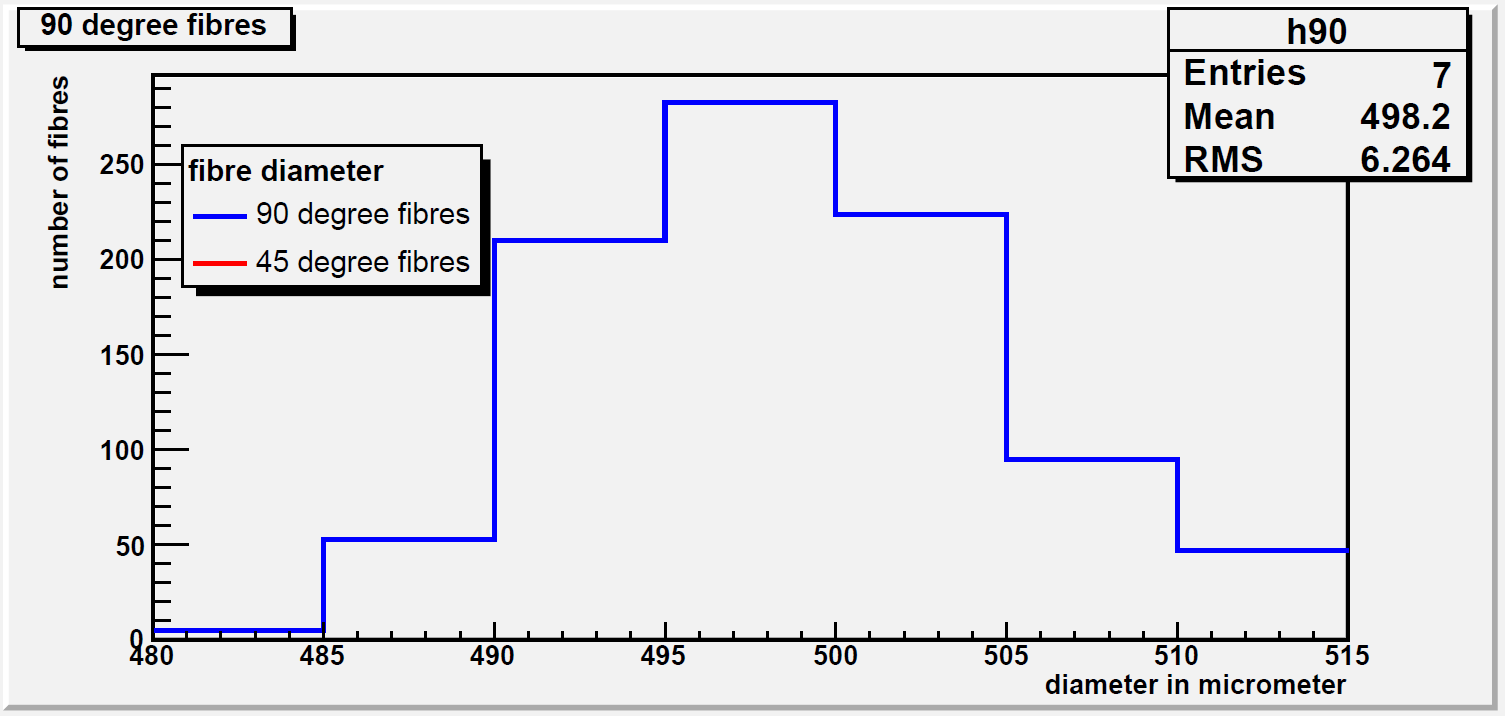 90 degree fibres
h90
Entries 7
Mean 498.2
RMS 6.264
number of fibres
fibre diameter
90 degree fibres
45 degree fibres
250
200
150
100
50
0
480 485 490 495 500 505 510 515
diameter in micrometer